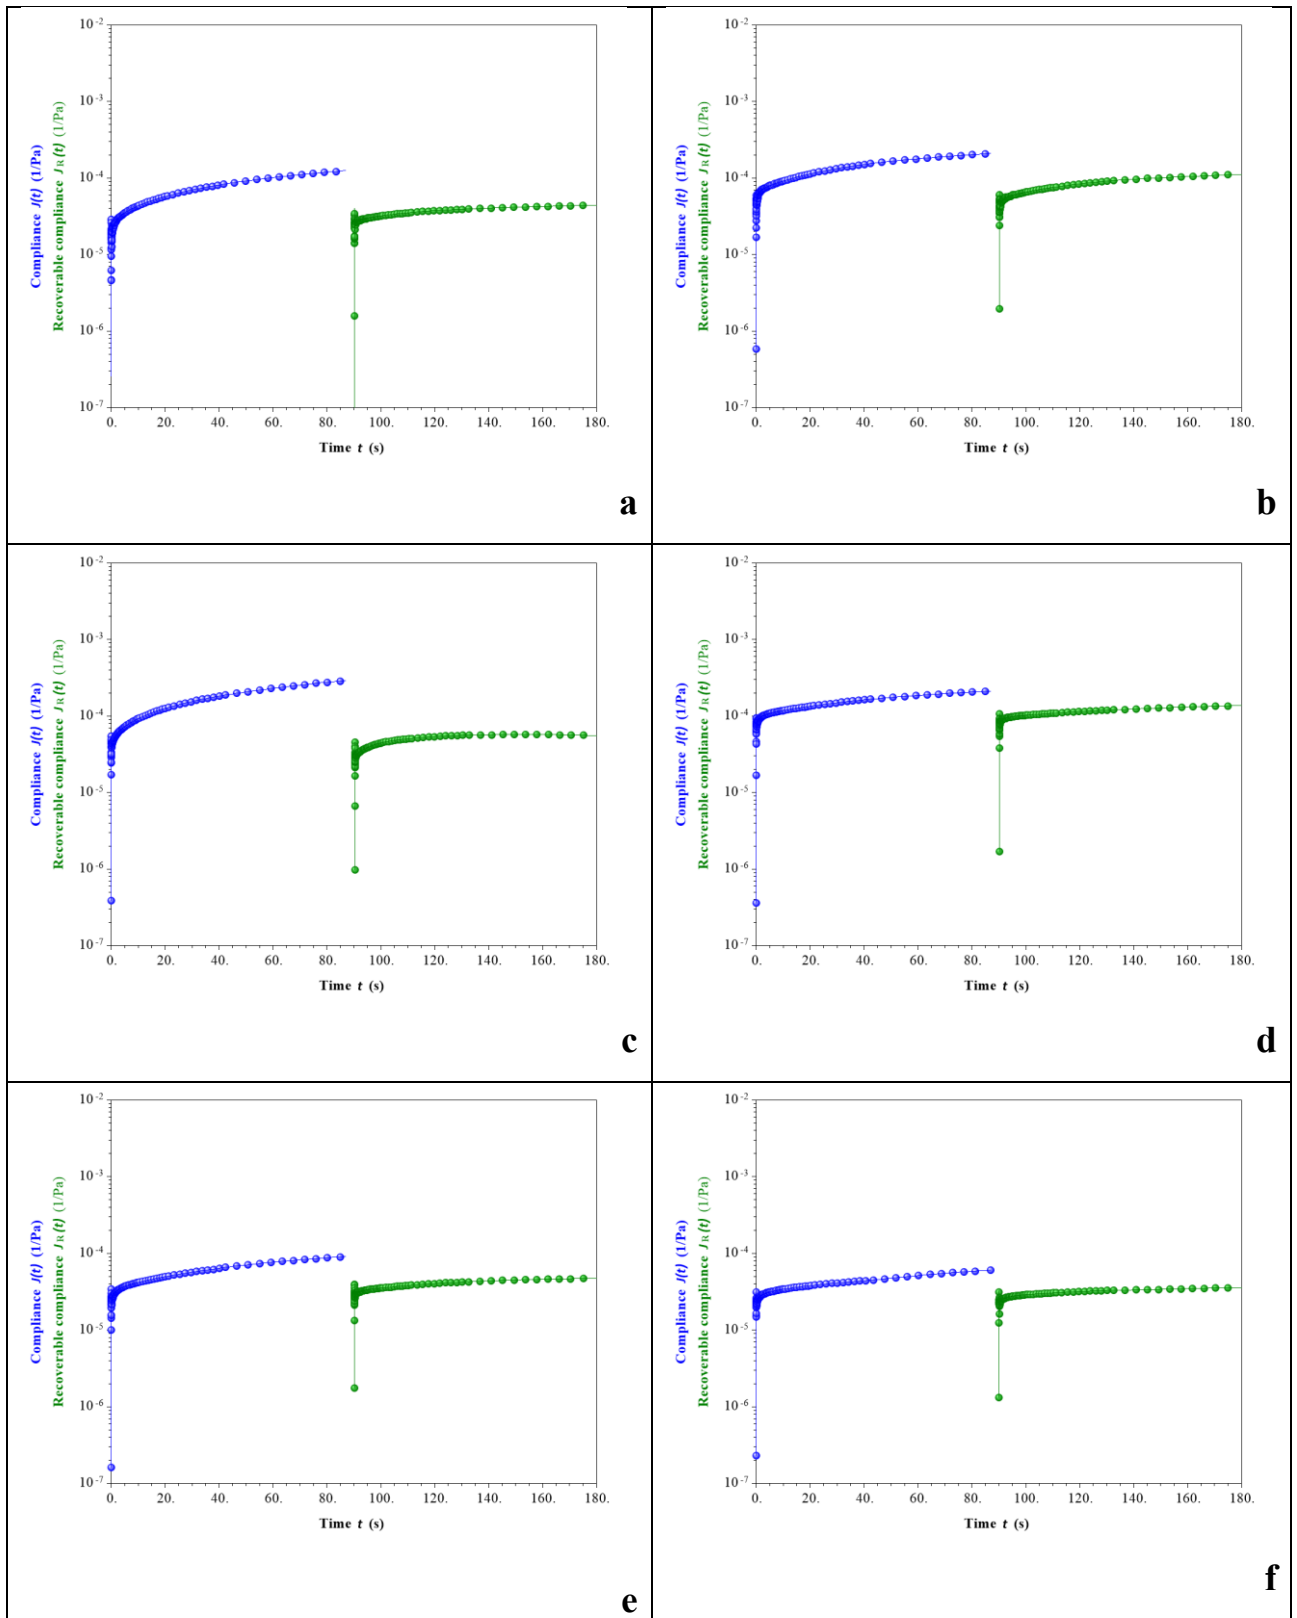 Compliance J(t) (1/Pa)
Recoverable compliance J_R(t) (1/Pa)
10^-2
10^-3
10^-4
10^-5
10^-6
10^-7
0. 20. 40. 60. 80. 100. 120. 140. 160. 180.
Time t (s)
a
Compliance J(t) (1/Pa)
Recoverable compliance J_R(t) (1/Pa)
10^-2
10^-3
10^-4
10^-5
10^-6
10^-7
0. 20. 40. 60. 80. 100. 120. 140. 160. 180.
Time t (s)
b
Compliance J(t) (1/Pa)
Recoverable compliance J_R(t) (1/Pa)
10^-2
10^-3
10^-4
10^-5
10^-6
10^-7
0. 20. 40. 60. 80. 100. 120. 140. 160. 180.
Time t (s)
c
Compliance J(t) (1/Pa)
Recoverable compliance J_R(t) (1/Pa)
10^-2
10^-3
10^-4
10^-5
10^-6
10^-7
0. 20. 40. 60. 80. 100. 120. 140. 160. 180.
Time t (s)
d
Compliance J(t) (1/Pa)
Recoverable compliance J_R(t) (1/Pa)
10^-2
10^-3
10^-4
10^-5
10^-6
10^-7
0. 20. 40. 60. 80. 100. 120. 140. 160. 180.
Time t (s)
e
Compliance J(t) (1/Pa)
Recoverable compliance J_R(t) (1/Pa)
10^-2
10^-3
10^-4
10^-5
10^-6
10^-7
0. 20. 40. 60. 80. 100. 120. 140. 160. 180.
Time t (s)
f